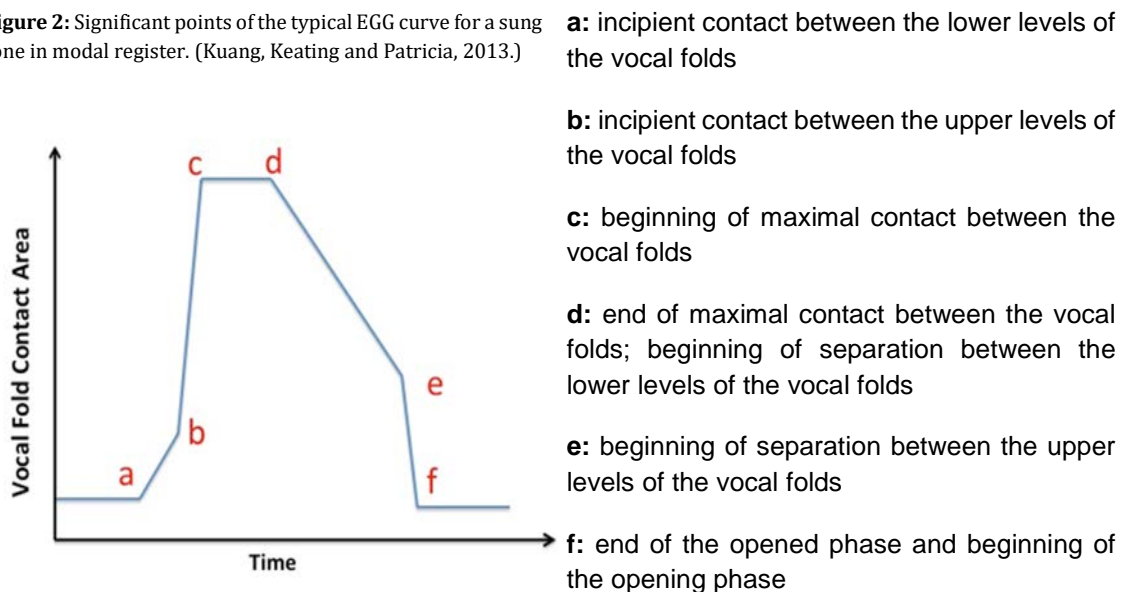 igure 2: Significant points of the typical EGG curve for a sung
one in modal register. (Kuang, Keating and Patricia, 2013.)
c
d
e
b
a
f
Vocal Fold Contact Area
Time
a: incipient contact between the lower levels of
the vocal folds
b: incipient contact between the upper levels of
the vocal folds
c: beginning of maximal contact between the
vocal folds
d: end of maximal contact between the vocal
folds; beginning of separation between the
lower levels of the vocal folds
e: beginning of separation between the upper
levels of the vocal folds
f: end of the opened phase and beginning of
the opening phase